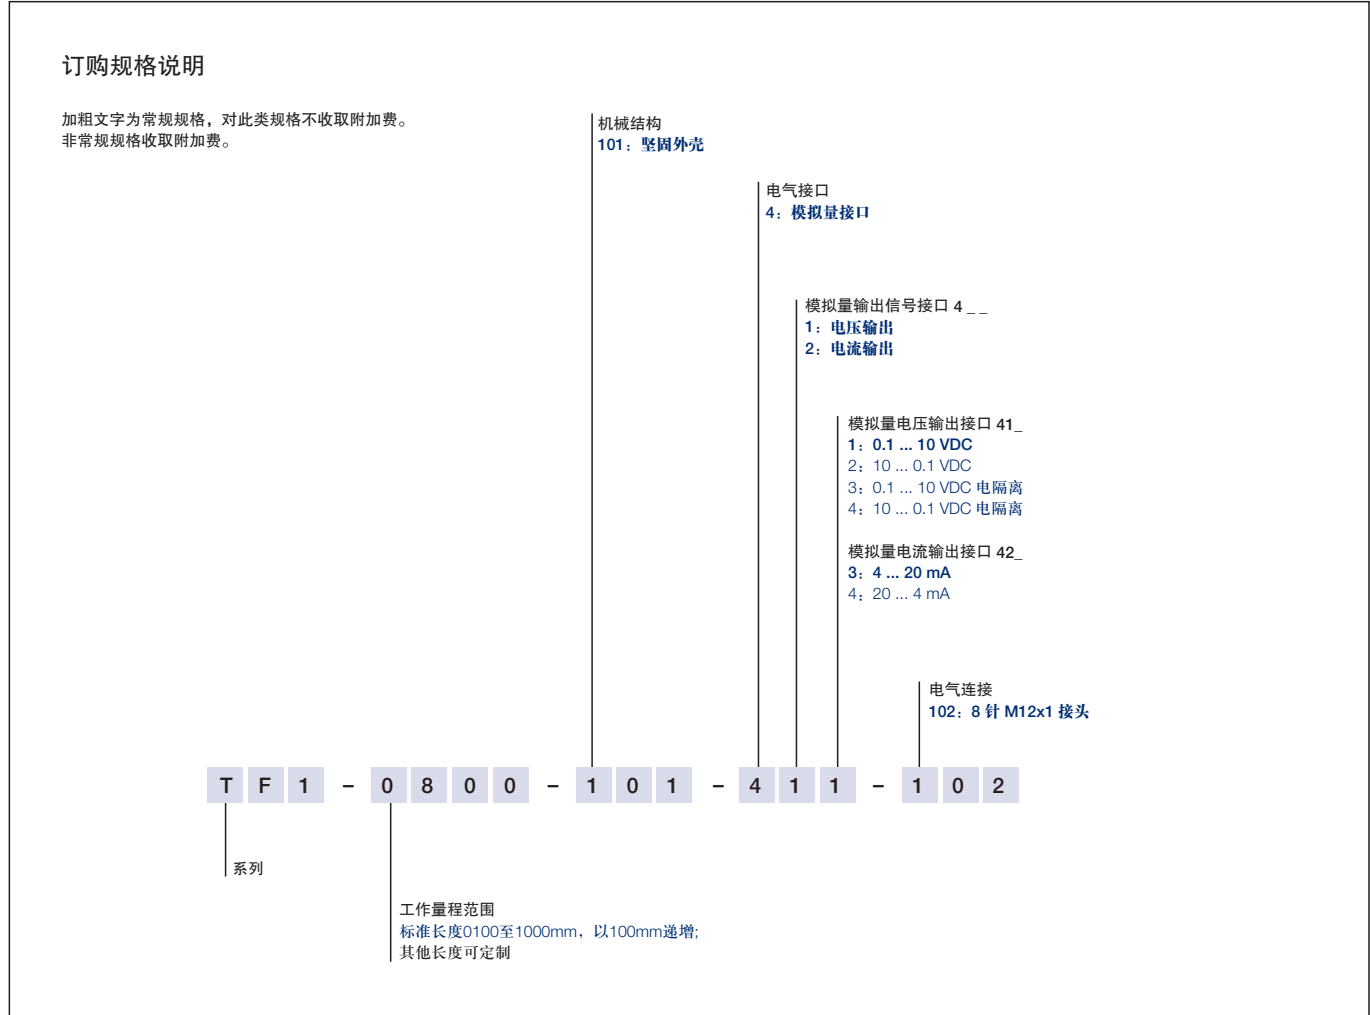 订购规格说明
加粗文字为常规规格，对此类规格不收取附加费。
非常规规格收取附加费。
机械结构
101：坚固外壳
电气接口
4：模拟量接口
模拟量输出信号接口 4 _ _
1：电压输出
2：电流输出
模拟量电压输出接口 41_
1：0.1 ... 10 VDC
2：10 ... 0.1 VDC
3：0.1 ... 10 VDC 电隔离
4：10 ... 0.1 VDC 电隔离
模拟量电流输出接口 42_
3：4 ... 20 mA
4：20 ... 4 mA
电气连接
102：8 针 M12x1 接头
T F 1 – 0 8 0 0 – 1 0 1 – 4 1 1 – 1 0 2
系列
工作量程范围
标准长度0100至1000mm，以100mm递增;
其他长度可定制